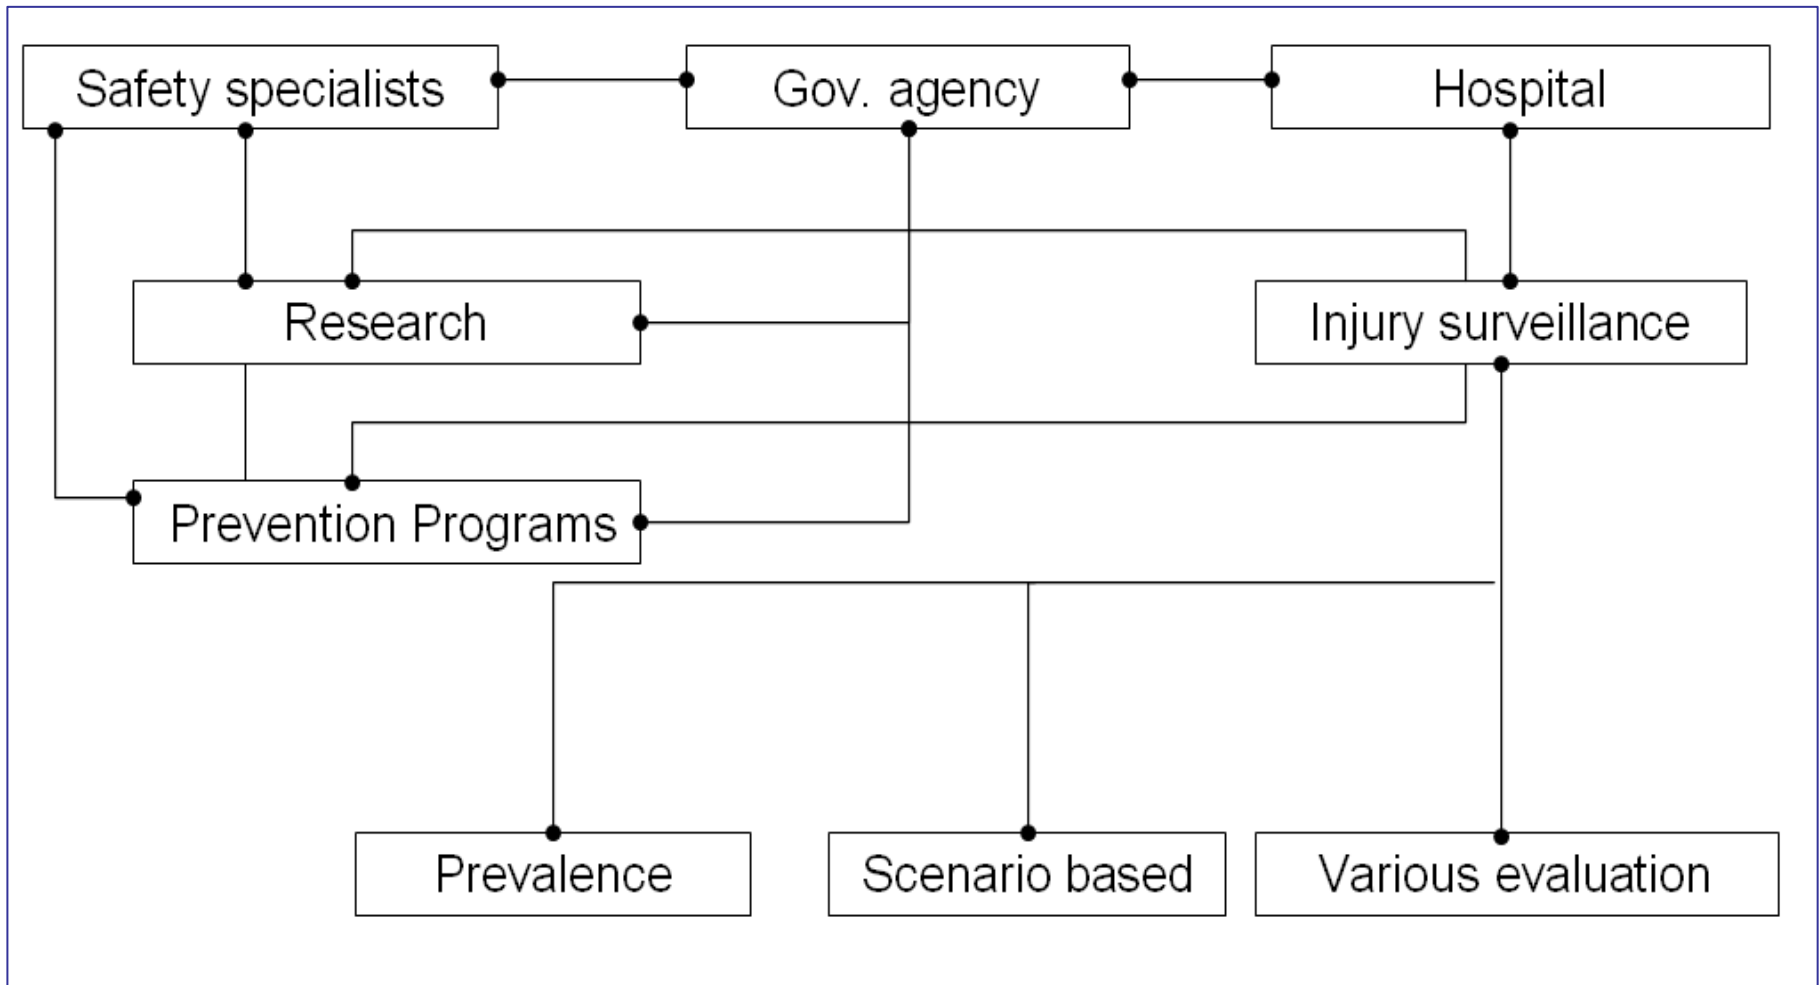 Safety specialists
Gov. agency
Hospital
Research
Injury surveillance
Prevention Programs
Prevalence
Scenario based
Various evaluation